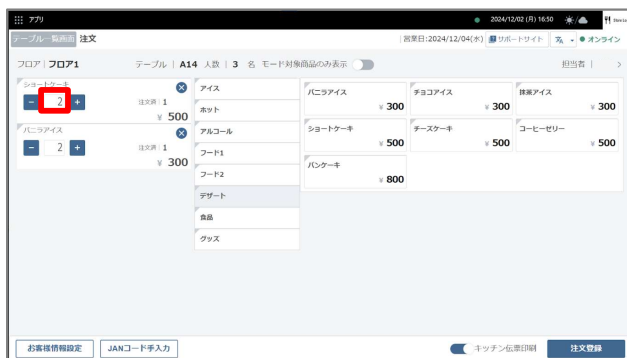 アプリ
2024/12/02 (月) 16:50
テーブル一覧画面 注文
営業日:2024/12/04(水) サポートサイト オンライン
フロア | フロア1 テーブル | A14 人数 | 3 名 モード対象商品のみ表示 担当者 |
ショートケーキ
− 2 + 注文済 : 1
¥ 500
バニラアイス
− 2 + 注文済 : 1
¥ 300
アイス
ホット
アルコール
フード1
フード2
デザート
食品
グッズ
バニラアイス チョコアイス 抹茶アイス
¥ 300 ¥ 300 ¥ 300
ショートケーキ チーズケーキ コーヒーゼリー
¥ 500 ¥ 500 ¥ 500
パンケーキ
¥ 800
お客様情報設定 JANコード手入力 キッチン伝票印刷 注文登録